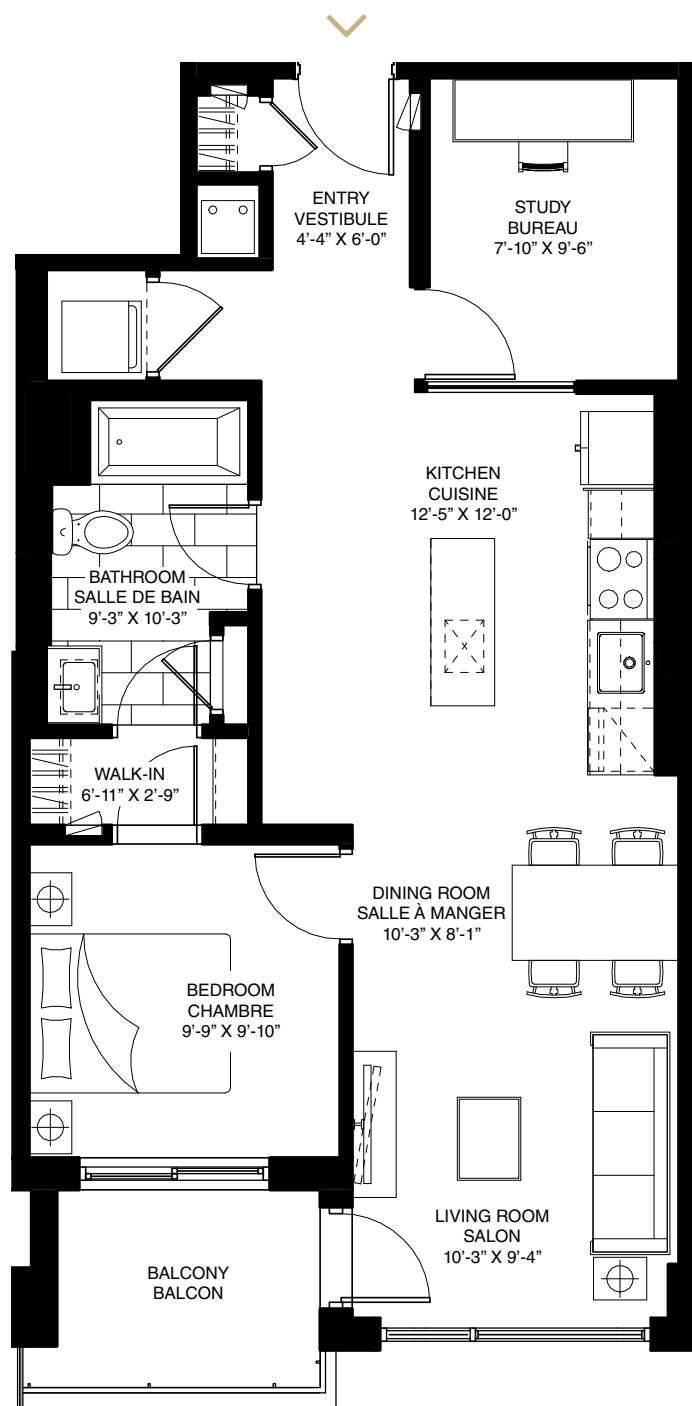 ENTRY
VESTIBULE
4'-4” X 6'-0”
STUDY
BUREAU
7'-10” X 9'-6”
KITCHEN
CUISINE
12'-5” X 12'-0”
BATHROOM
SALLE DE BAIN
9'-3” X 10'-3”
WALK-IN
6'-11” X 2'-9”
DINING ROOM
SALLE À MANGER
10'-3” X 8'-1”
BEDROOM
CHAMBRE
9'-9” X 9'-10”
LIVING ROOM
SALON
10'-3” X 9'-4”
BALCONY
BALCON